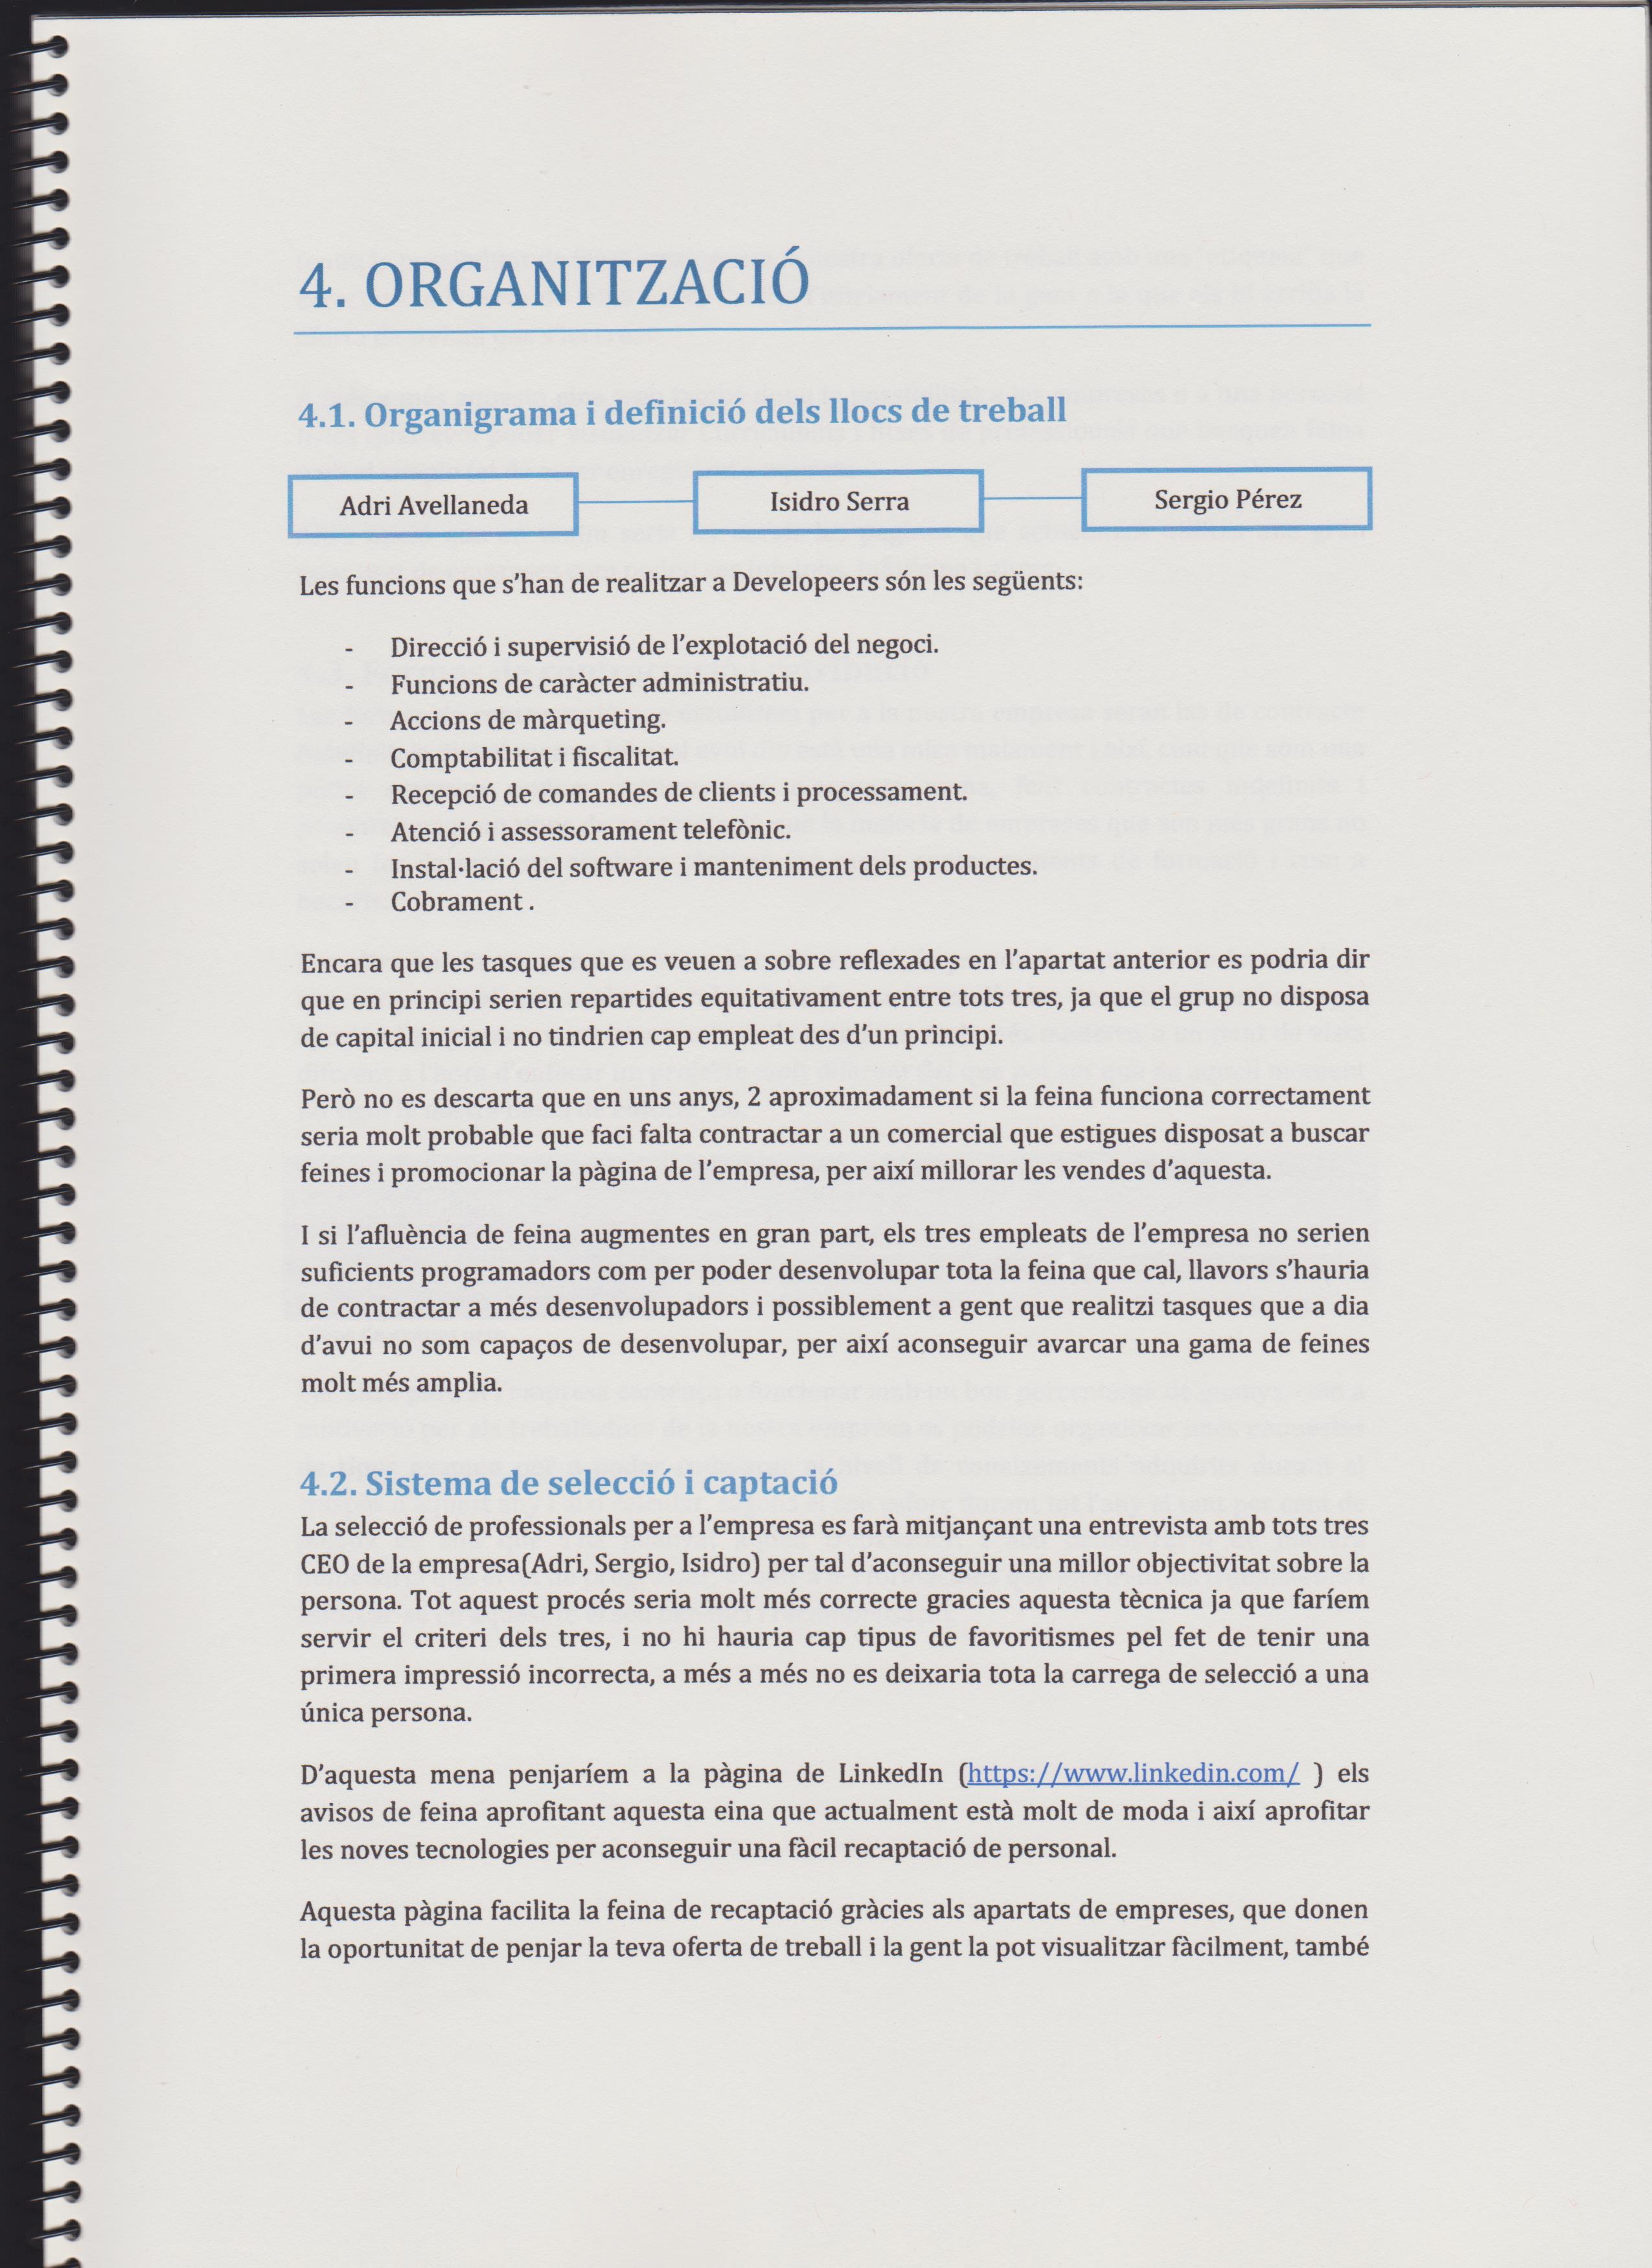 4. ORGANITZACIÓ
4.1. Organigrama i definició dels llocs de treball
Adri Avellaneda
Isidro Serra
Sergio Pérez
Les funcions que s'han de realitzar a Developeers són les següents:
- Direcció i supervisió de l'explotació del negoci.
- Funcions de caràcter administratiu.
- Accions de màrqueting.
- Comptabilitat i fiscalitat.
- Recepció de comandes de clients i processament.
- Atenció i assessorament telefònic.
- Instal·lació del software i manteniment dels productes.
- Cobrament .
Encara que les tasques que es veuen a sobre reflexades en l'apartat anterior es podria dir
que en principi serien repartides equitativament entre tots tres, ja que el grup no disposa
de capital inicial i no tindrien cap empleat des d'un principi.
Però no es descarta que en uns anys, 2 aproximadament si la feina funciona correctament
seria molt probable que faci falta contractar a un comercial que estigues disposat a buscar
feines i promocionar la pàgina de l'empresa, per així millorar les vendes d'aquesta.
I si l'afluència de feina augmentes en gran part, els tres empleats de l'empresa no serien
suficients programadors com per poder desenvolupar tota la feina que cal, llavors s'hauria
de contractar a més desenvolupadors i possiblement a gent que realitzi tasques que a dia
d'avui no som capaços de desenvolupar, per així aconseguir avarcar una gama de feines
molt més amplia.
4.2. Sistema de selecció i captació
La selecció de professionals per a l'empresa es farà mitjançant una entrevista amb tots tres
CEO de la empresa(Adri, Sergio, Isidro) per tal d'aconseguir una millor objectivitat sobre la
persona. Tot aquest procés seria molt més correcte gracies aquesta tècnica ja que faríem
servir el criteri dels tres, i no hi hauria cap tipus de favoritismes pel fet de tenir una
primera impressió incorrecta, a més a més no es deixaria tota la carrega de selecció a una
única persona.
D'aquesta mena penjaríem a la pàgina de LinkedIn (https://www.linkedin.com/ ) els
avisos de feina aprofitant aquesta eina que actualment està molt de moda i així aprofitar
les noves tecnologies per aconseguir una fàcil recaptació de personal.
Aquesta pàgina facilita la feina de recaptació gràcies als apartats de empreses, que donen
la oportunitat de penjar la teva oferta de treball i la gent la pot visualitzar fàcilment, també